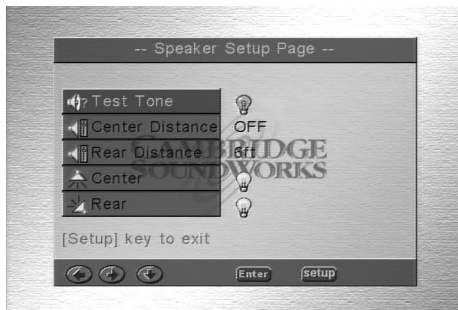 -- Speaker Setup Page --
Test Tone
Center Distance OFF
Rear Distance 6ft
CAMBRIDGE
SOUNDWORKS
Center
Rear
[Setup] key to exit
Enter setup